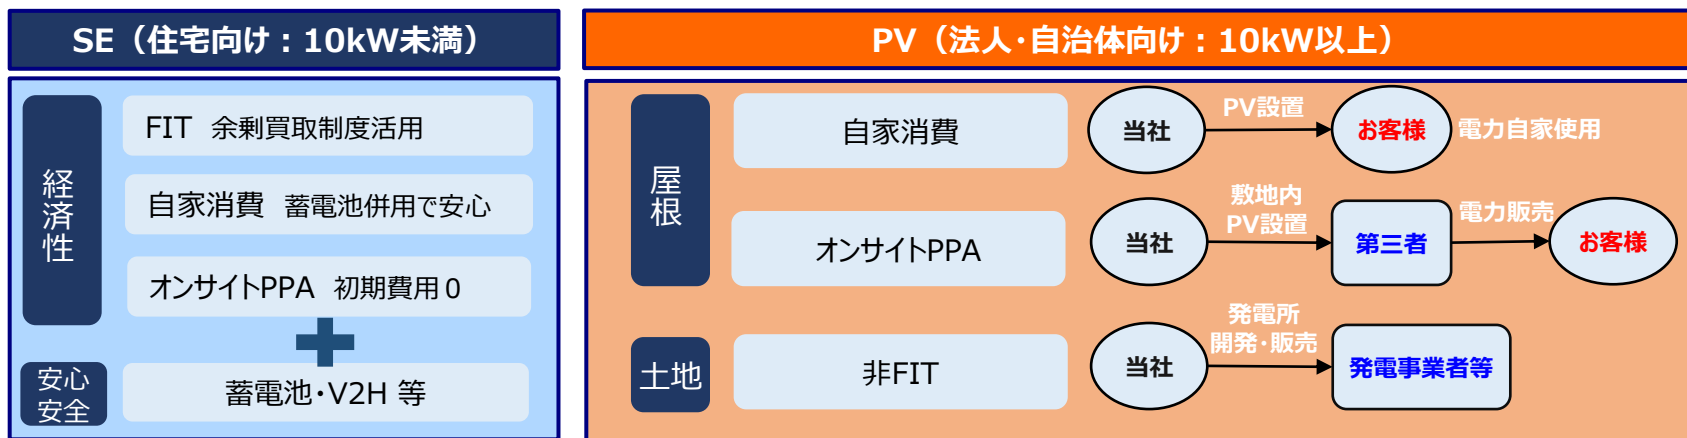 SE（住宅向け：10kW未満）
経済性
FIT 余剰買取制度活用
自家消費 蓄電池併用で安心
オンサイトPPA 初期費用０
安心
安全
蓄電池・V2H 等
PV（法人・自治体向け：10kW以上）
屋根
自家消費
当社
PV設置
お客様
電力自家使用
オンサイトPPA
当社
敷地内
PV設置
第三者
電力販売
お客様
土地
非FIT
当社
発電所
開発・販売
発電事業者等